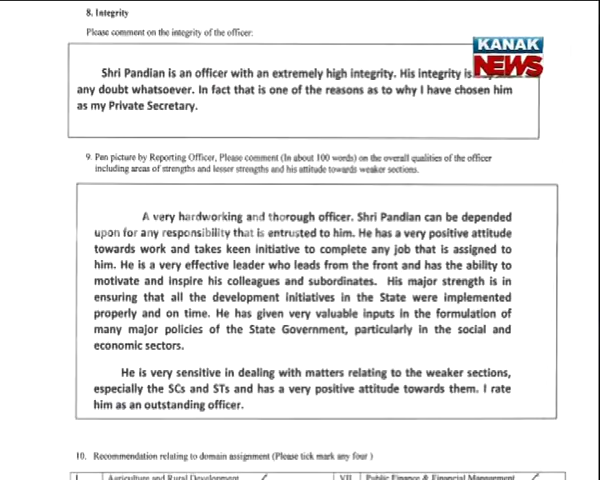 8. Integrity
KANAK
NEWS
Please comment on the integrity of the officer:
Shri Pandian is an officer with an extremely high integrity. His integrity is
any doubt whatsoever. In fact that is one of the reasons as to why I have chosen him
as my Private Secretary.
9. Pen picture by Reporting Officer, Please comment (In about 100 words) on the overall qualities of the officer
including areas of strengths and lesser strengths and his attitude towards weaker sections.
A very hardworking and thorough officer. Shri Pandian can be depended
upon for any responsibility that is entrusted to him. He has a very positive attitude
towards work and takes keen initiative to complete any job that is assigned to
him. He is a very effective leader who leads from the front and has the ability to
motivate and inspire his colleagues and subordinates. His major strength is in
ensuring that all the development initiatives in the State were implemented
properly and on time. He has given very valuable inputs in the formulation of
many major policies of the State Government, particularly in the social and
economic sectors.
He is very sensitive in dealing with matters relating to the weaker sections,
especially the SCs and STs and has a very positive attitude towards them. I rate
him as an outstanding officer.
10. Recommendation relating to domain assignment (Please tick mark any four )
I Agriculture and Rural Development VII Public Finance & Financial Management